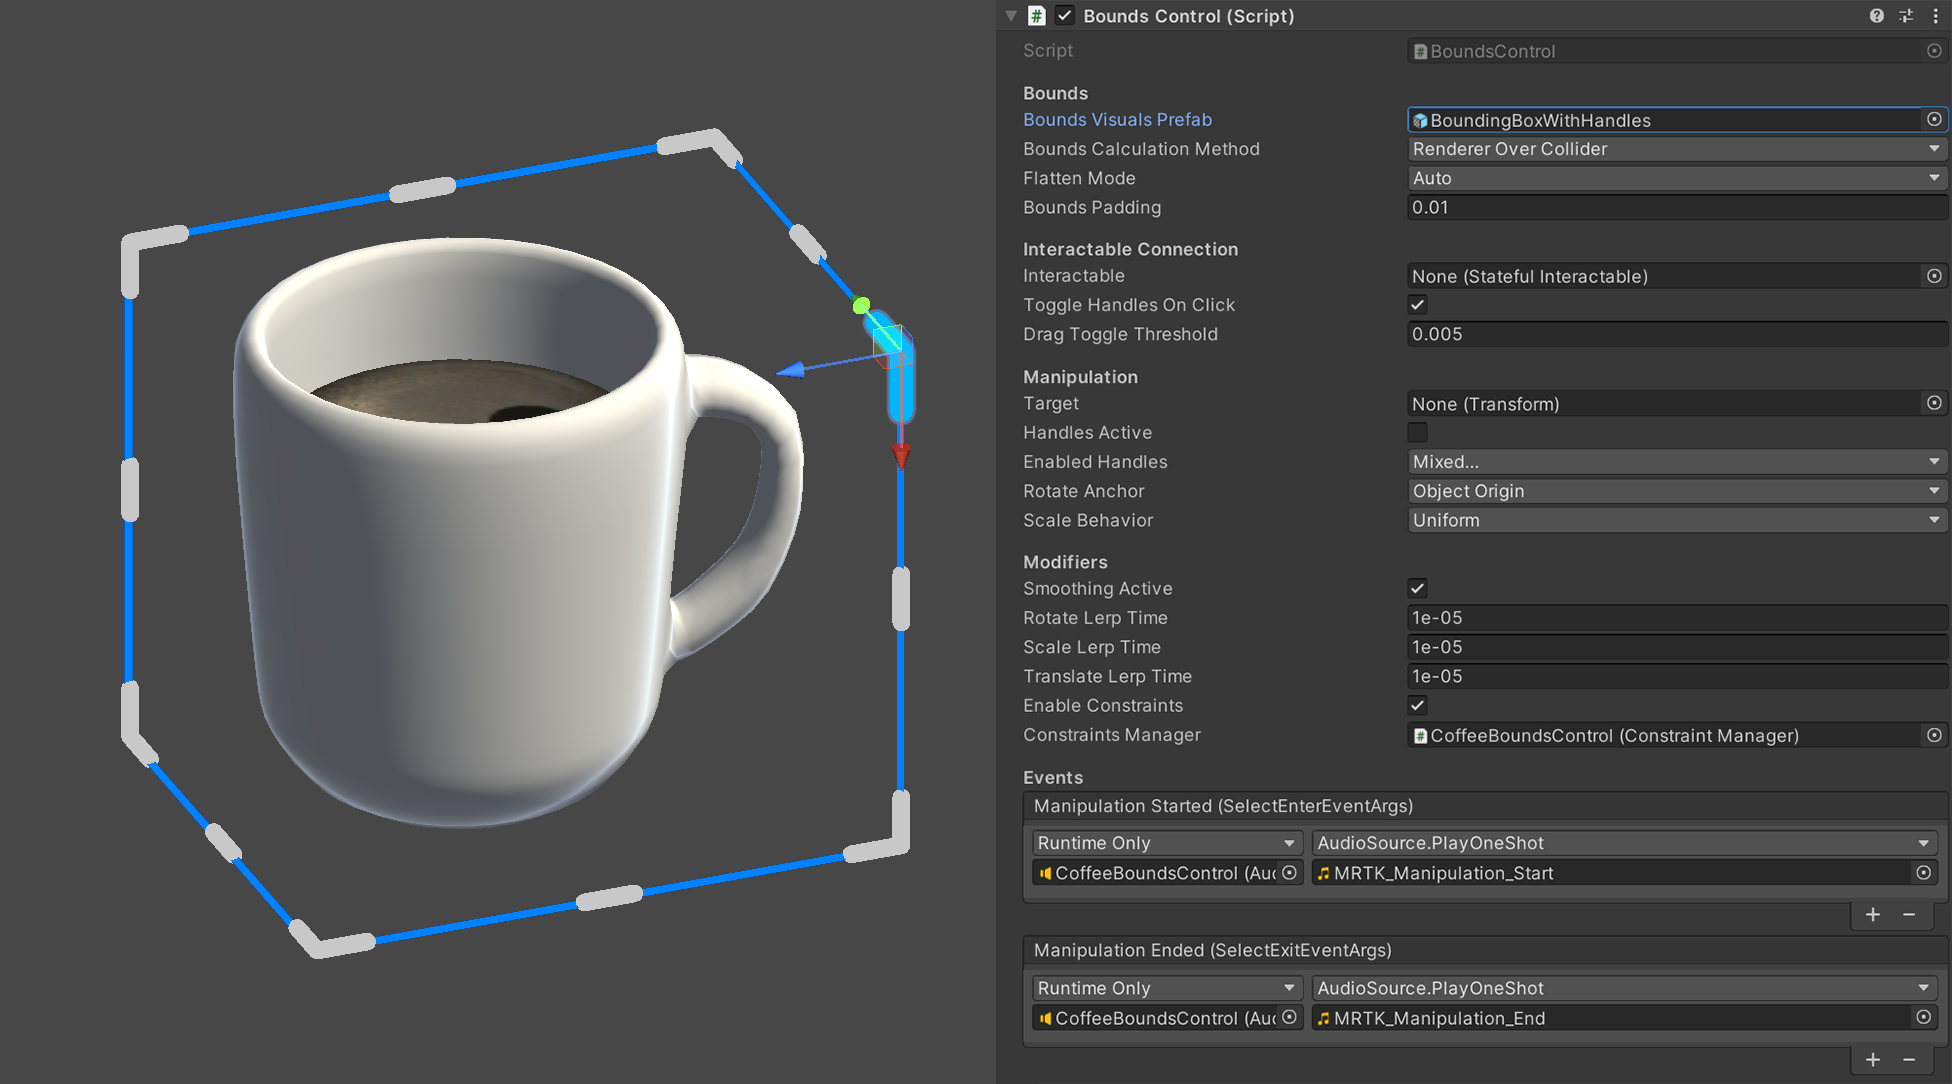 Bounds Control (Script)
Script BoundsControl
Bounds
Bounds Visuals Prefab BoundingBoxWithHandles
Bounds Calculation Method Renderer Over Collider
Flatten Mode Auto
Bounds Padding 0.01
Interactable Connection
Interactable None (Stateful Interactable)
Toggle Handles On Click
Drag Toggle Threshold 0.005
Manipulation
Target None (Transform)
Handles Active
Enabled Handles Mixed...
Rotate Anchor Object Origin
Scale Behavior Uniform
Modifiers
Smoothing Active
Rotate Lerp Time 1e-05
Scale Lerp Time 1e-05
Translate Lerp Time 1e-05
Enable Constraints
Constraints Manager CoffeeBoundsControl (Constraint Manager)
Events
Manipulation Started (SelectEnterEventArgs)
Runtime Only AudioSource.PlayOneShot
CoffeeBoundsControl (Auc MRTK_Manipulation_Start
+ −
Manipulation Ended (SelectExitEventArgs)
Runtime Only AudioSource.PlayOneShot
CoffeeBoundsControl (Auc MRTK_Manipulation_End
+ −